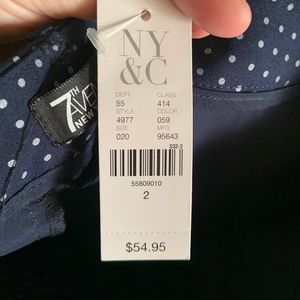 NY
&C
DEPT CLASS
55 414
STYLE COLOR
4977 059
SIZE MFG
020 95643
S32-2
55809010
2
$54.95
7TH
AVE
NEW